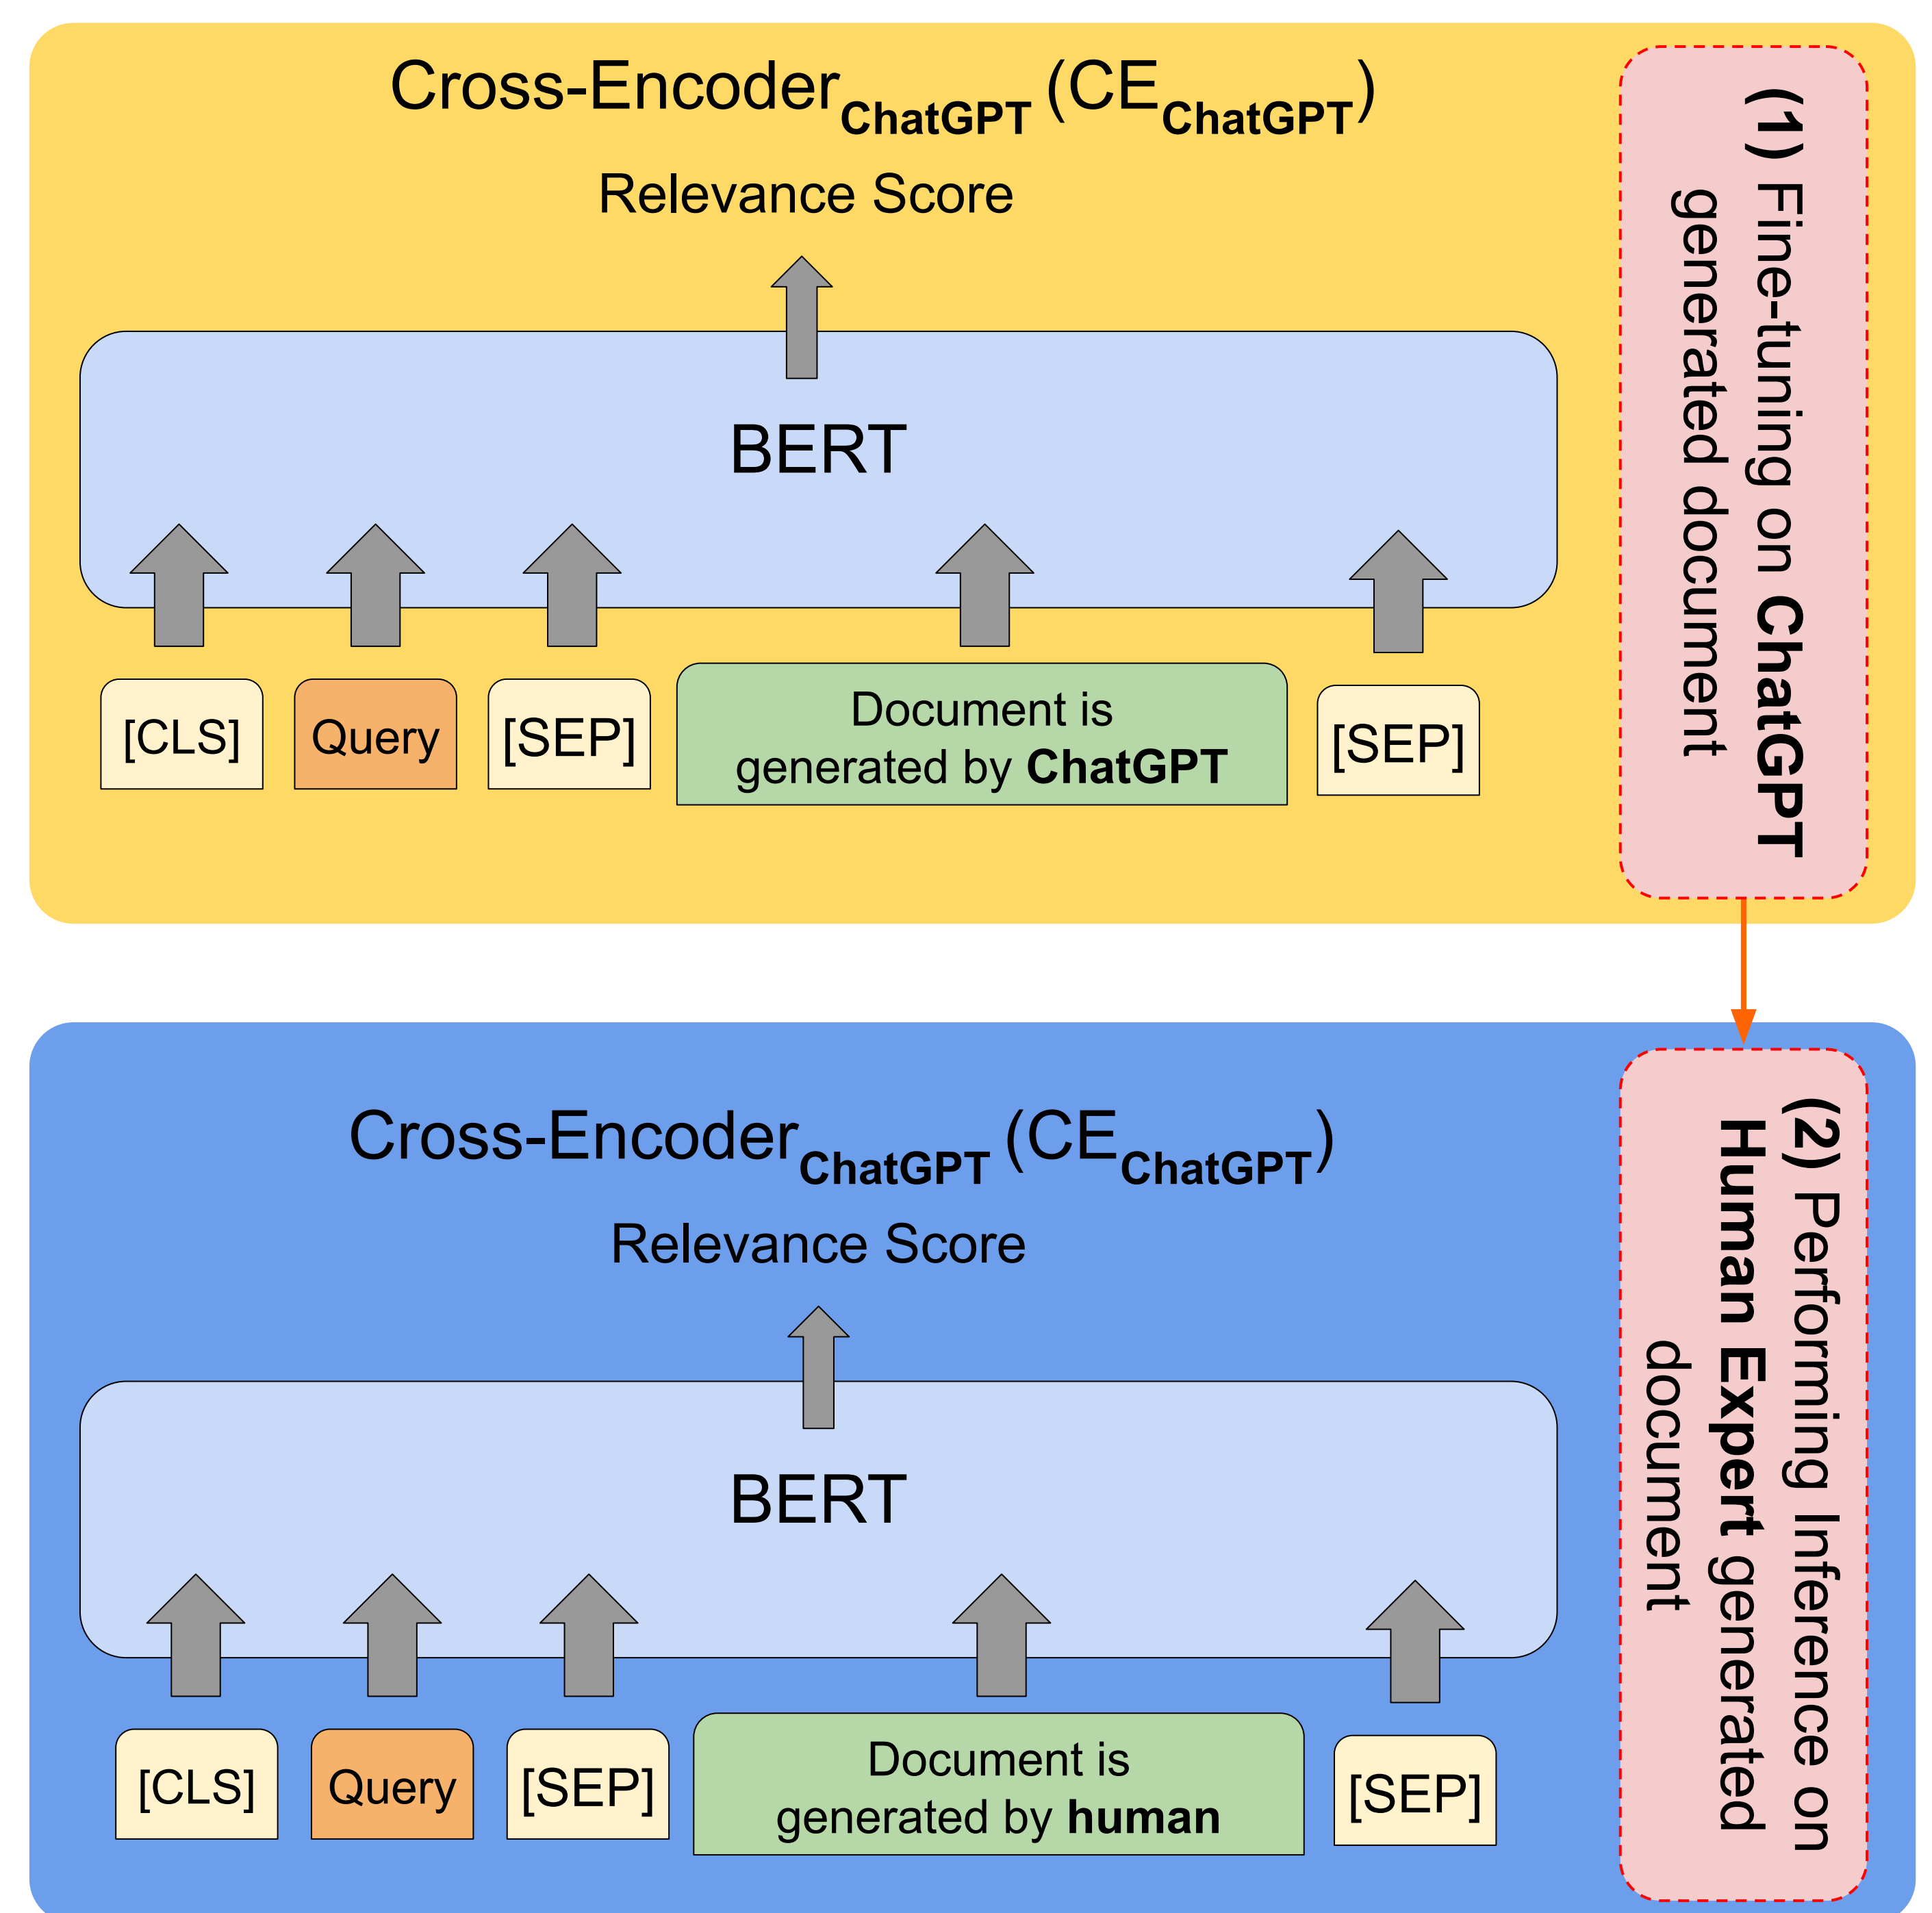 Cross-EncoderChatGPT (CEChatGPT)
Relevance Score
BERT
[CLS]
Query
[SEP]
Document is
generated by ChatGPT
[SEP]
(1) Fine-tuning on ChatGPT
generated document
Cross-EncoderChatGPT (CEChatGPT)
Relevance Score
BERT
[CLS]
Query
[SEP]
Document is
generated by human
[SEP]
(2) Performing Inference on
Human Expert generated
document